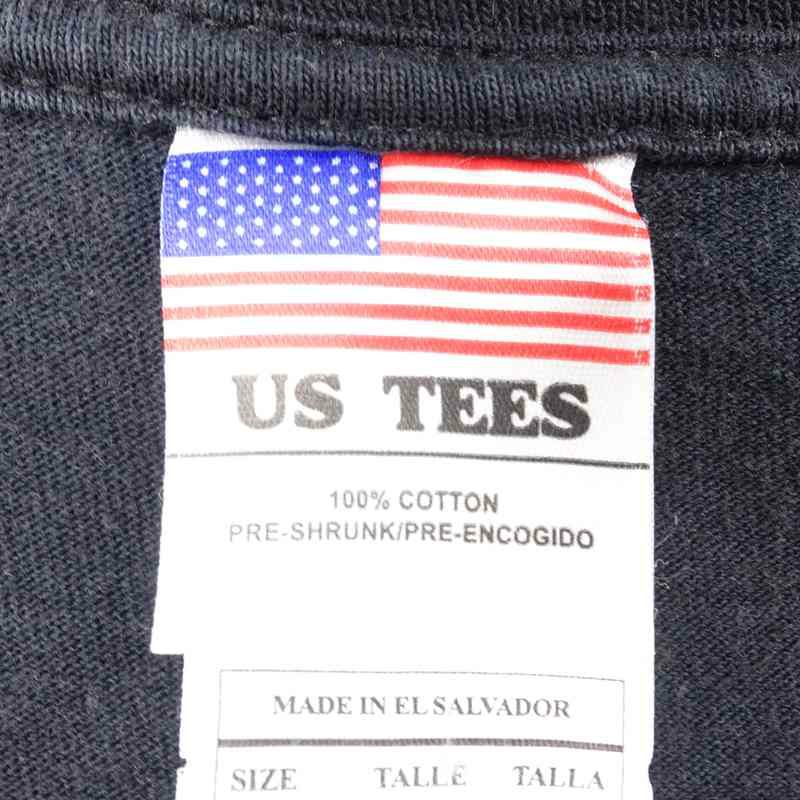 US TEES
100% COTTON
PRE-SHRUNK/PRE-ENCOGIDO
MADE IN EL SALVADOR
SIZE TALLE TALLA